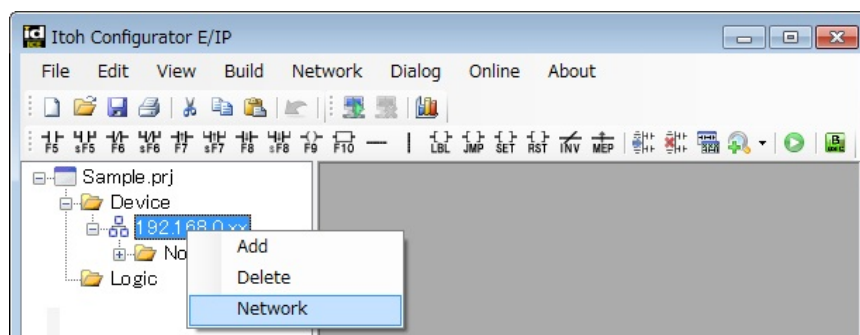 id Itoh Configurator E/IP
File Edit View Build Network Dialog Online About
F5 sF5 F6 sF6 F7 sF7 F8 sF8 F9 F10 LBL JMP SET RST INV MEP
Sample.prj
Device
192.168.0.xx
No
Add
Logic
Delete
Network